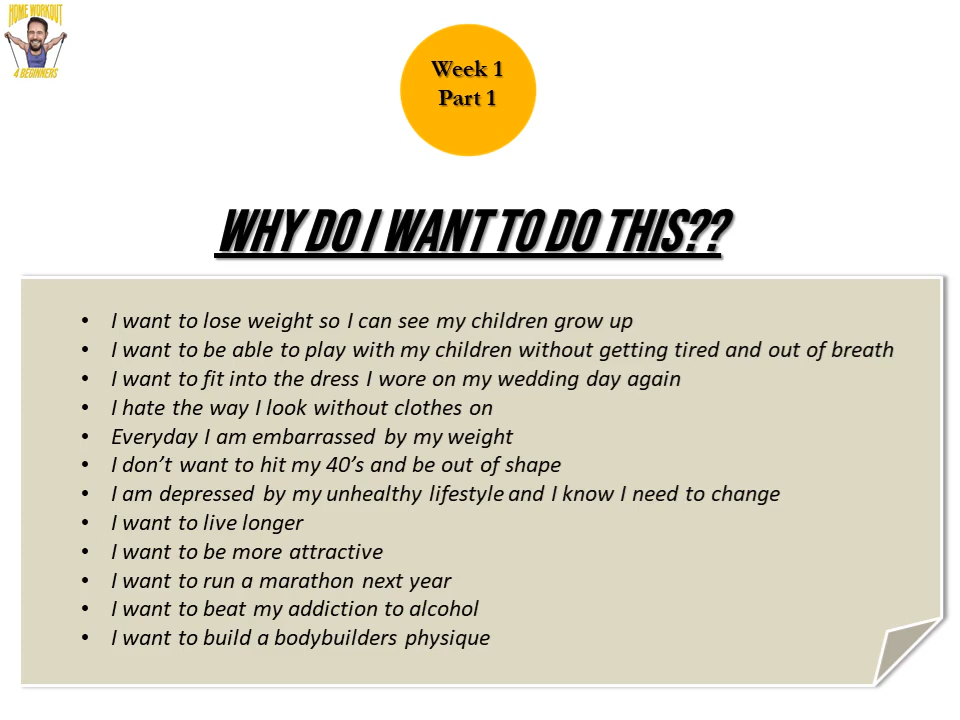 HOME WORKOUT
4 BEGINNERS
Week 1
Part 1
WHY DO I WANT TO DO THIS??
• I want to lose weight so I can see my children grow up
• I want to be able to play with my children without getting tired and out of breath
• I want to fit into the dress I wore on my wedding day again
• I hate the way I look without clothes on
• Everyday I am embarrassed by my weight
• I don’t want to hit my 40’s and be out of shape
• I am depressed by my unhealthy lifestyle and I know I need to change
• I want to live longer
• I want to be more attractive
• I want to run a marathon next year
• I want to beat my addiction to alcohol
• I want to build a bodybuilders physique